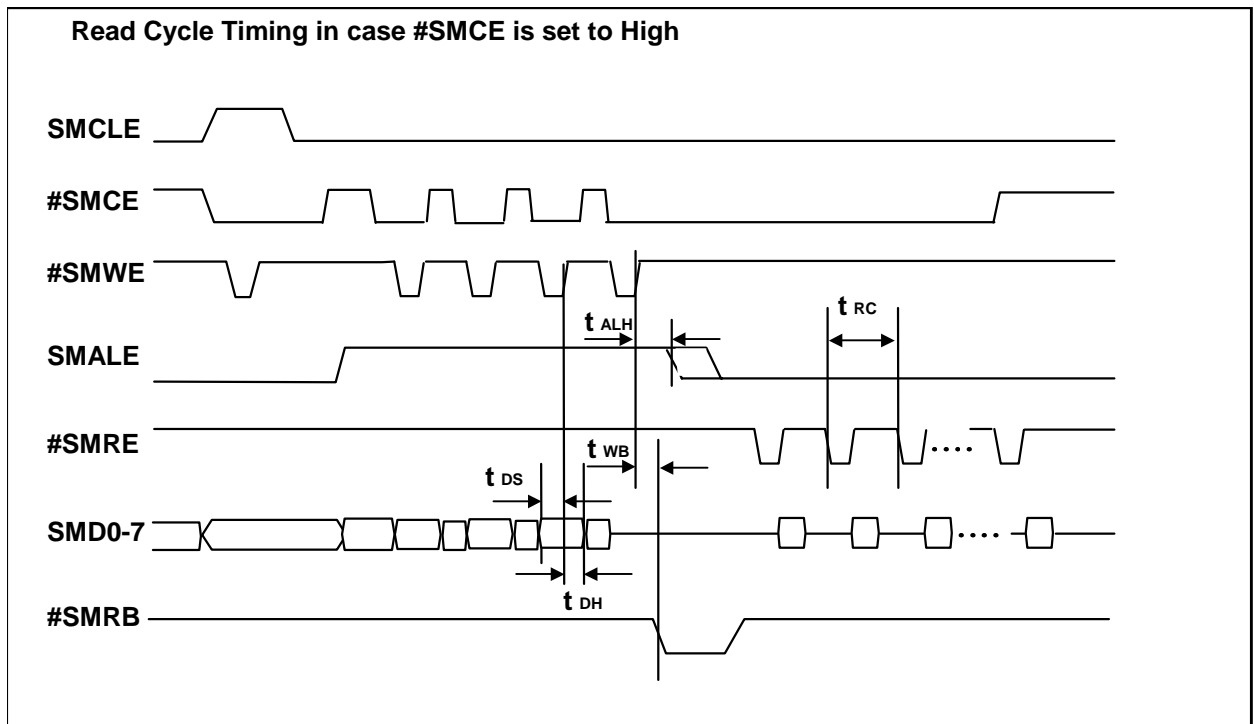 Read Cycle Timing in case #SMCE is set to High
SMCLE
#SMCE
#SMWE
t RC
t ALH
SMALE
#SMRE
t WB
t DS
SMD0-7
t DH
#SMRB